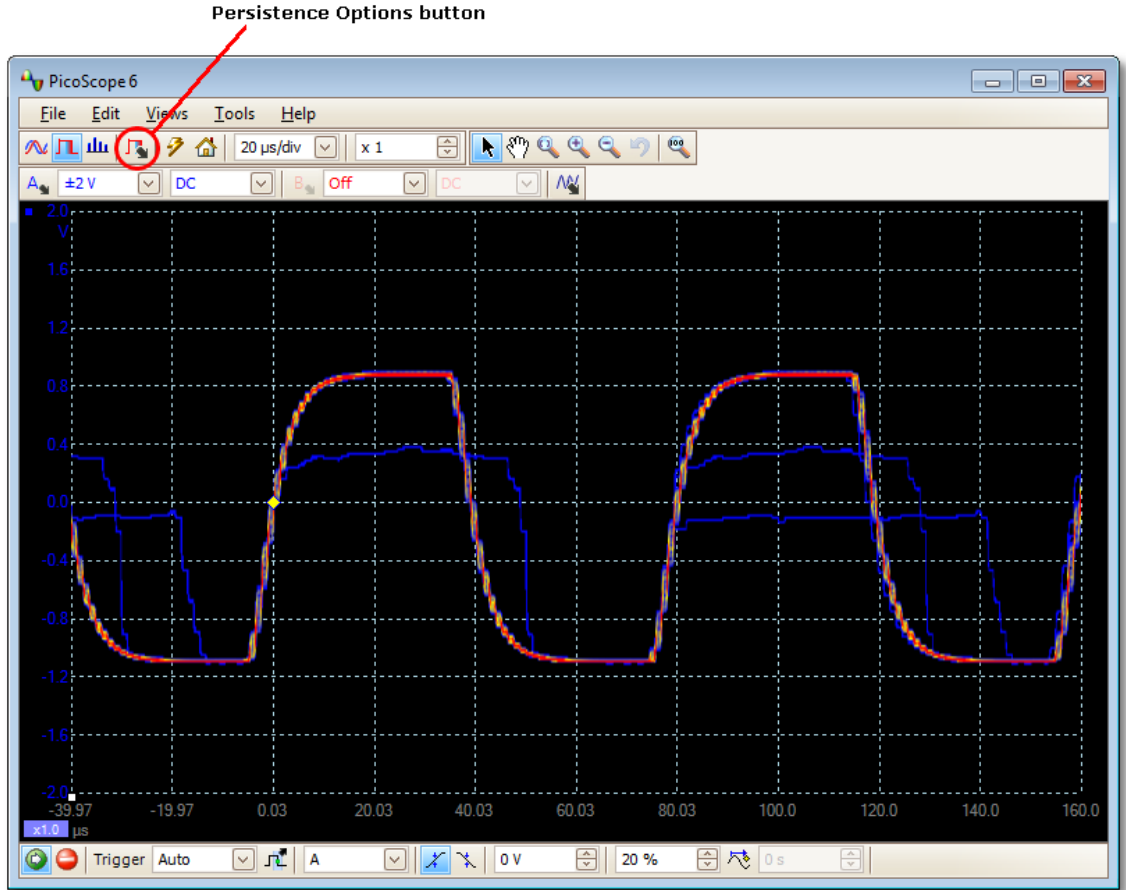 Persistence Options button
PicoScope 6
File Edit Views Tools Help
20 µs/div x 1 100
A ±2 V DC B Off DC
2.0
V
1.6
1.2
0.8
0.4
0.0
-0.4
-0.8
-1.2
-1.6
-2.0
-39.97 -19.97 0.03 20.03 40.03 60.03 80.03 100.0 120.0 140.0 160.0
x1.0 µs
Trigger Auto A 0 V 20 % 0 s